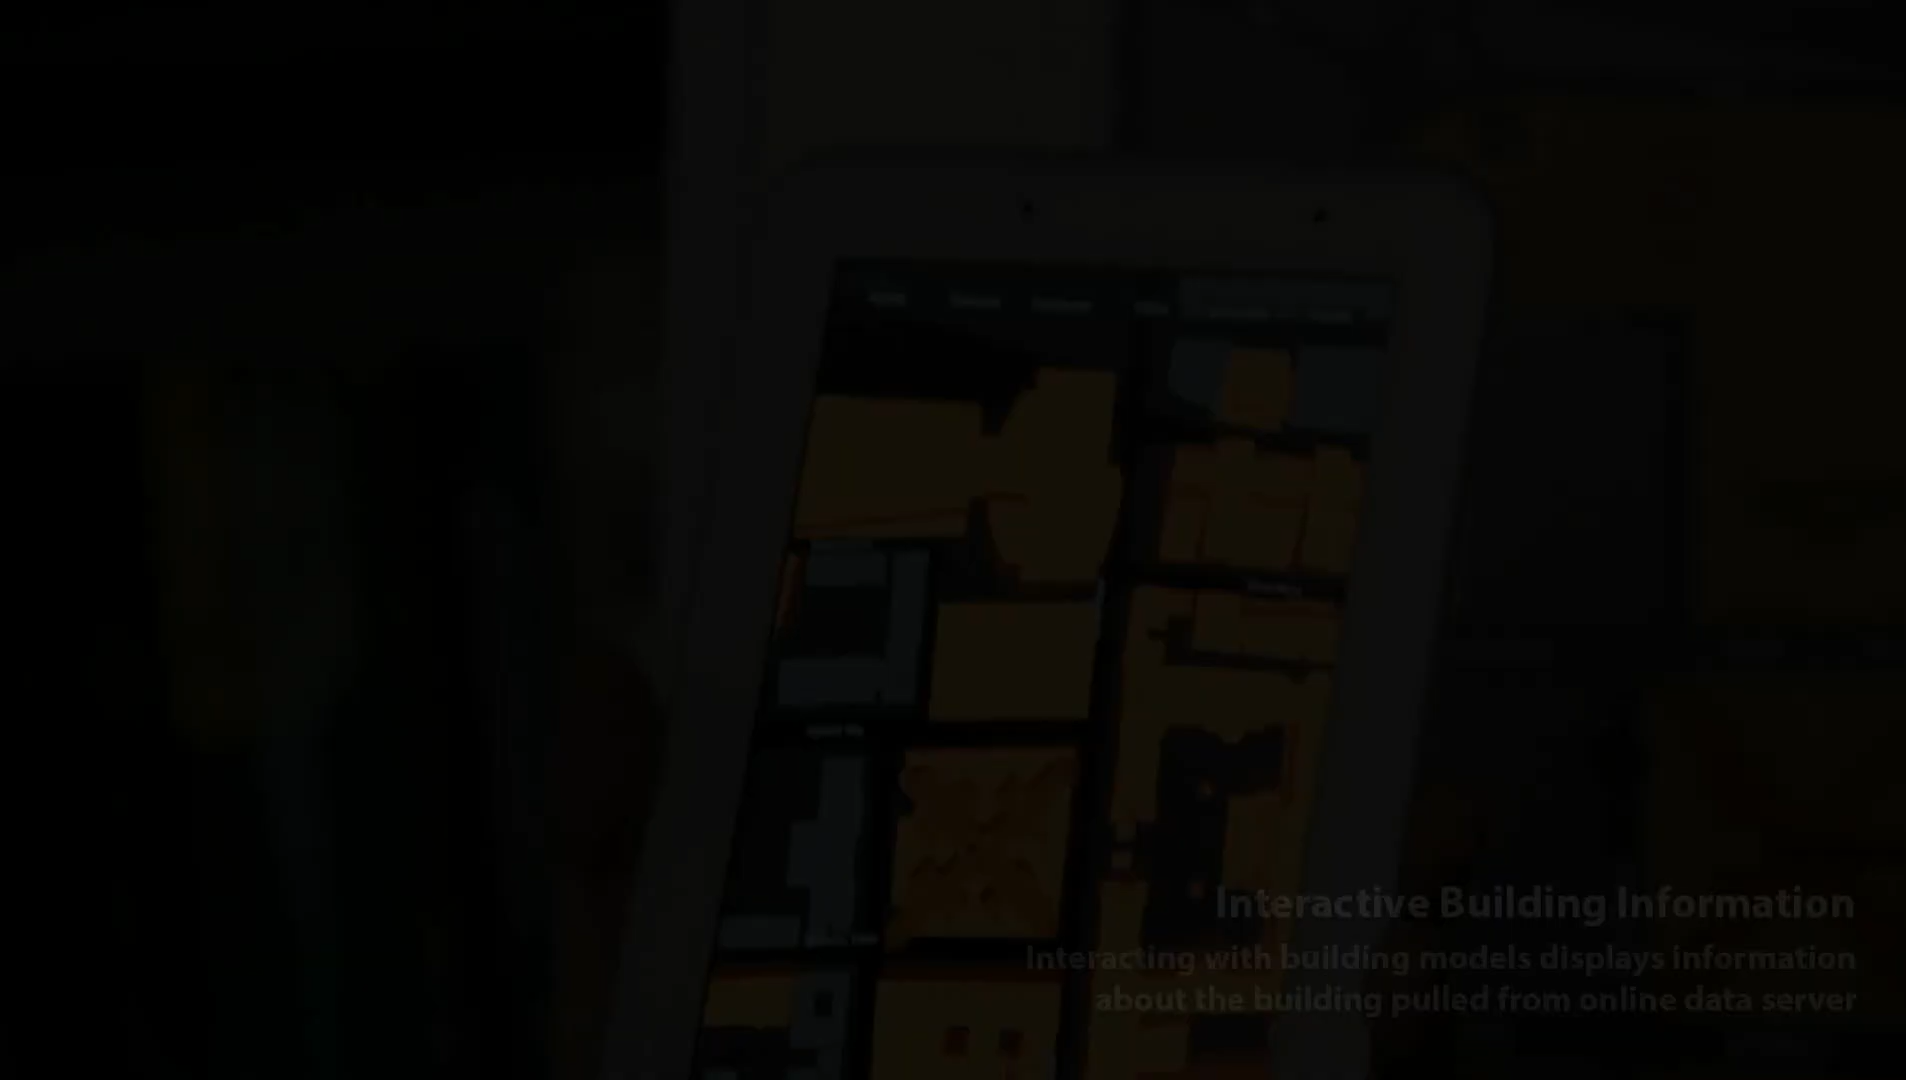 Interactive Building Information
Interacting with building models displays information
about the building pulled from online data server